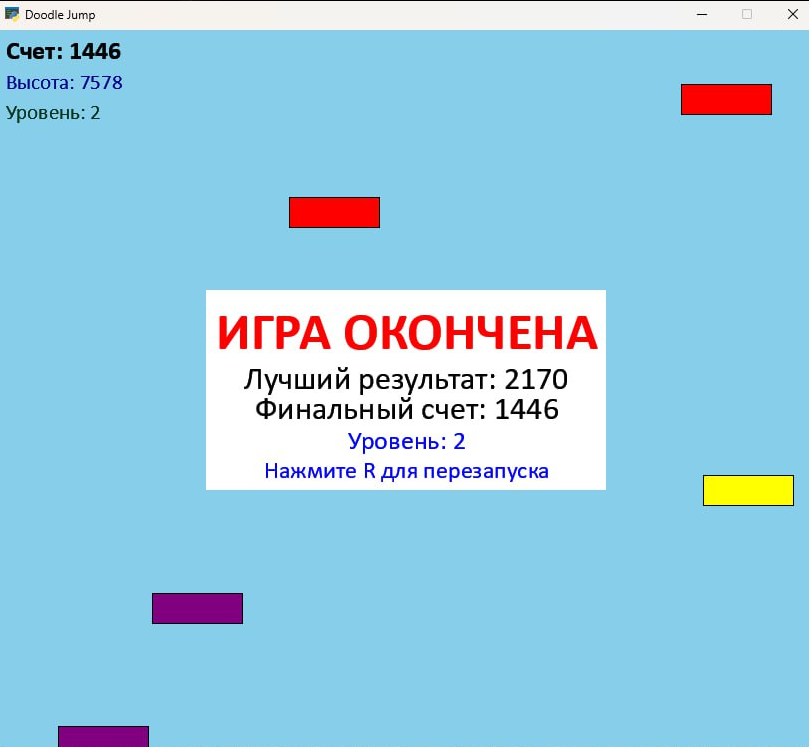 Doodle Jump
Счет: 1446
Высота: 7578
Уровень: 2
ИГРА ОКОНЧЕНА
Лучший результат: 2170
Финальный счет: 1446
Уровень: 2
Нажмите R для перезапуска